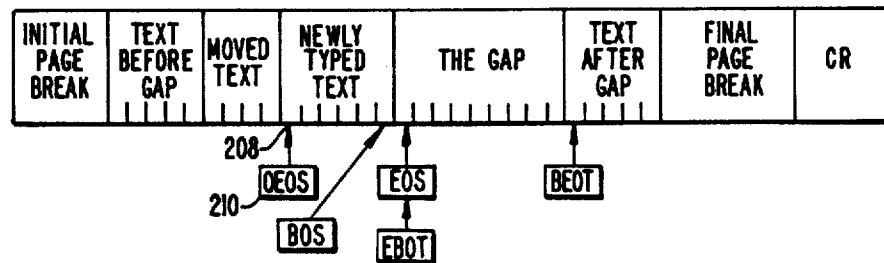 INITIAL
PAGE
BREAK
TEXT
BEFORE
GAP
MOVED
TEXT
NEWLY
TYPED
TEXT
THE GAP
TEXT
AFTER
GAP
FINAL
PAGE
BREAK
CR
208
210
OEOS
BOS
EOS
EBOT
BEOT